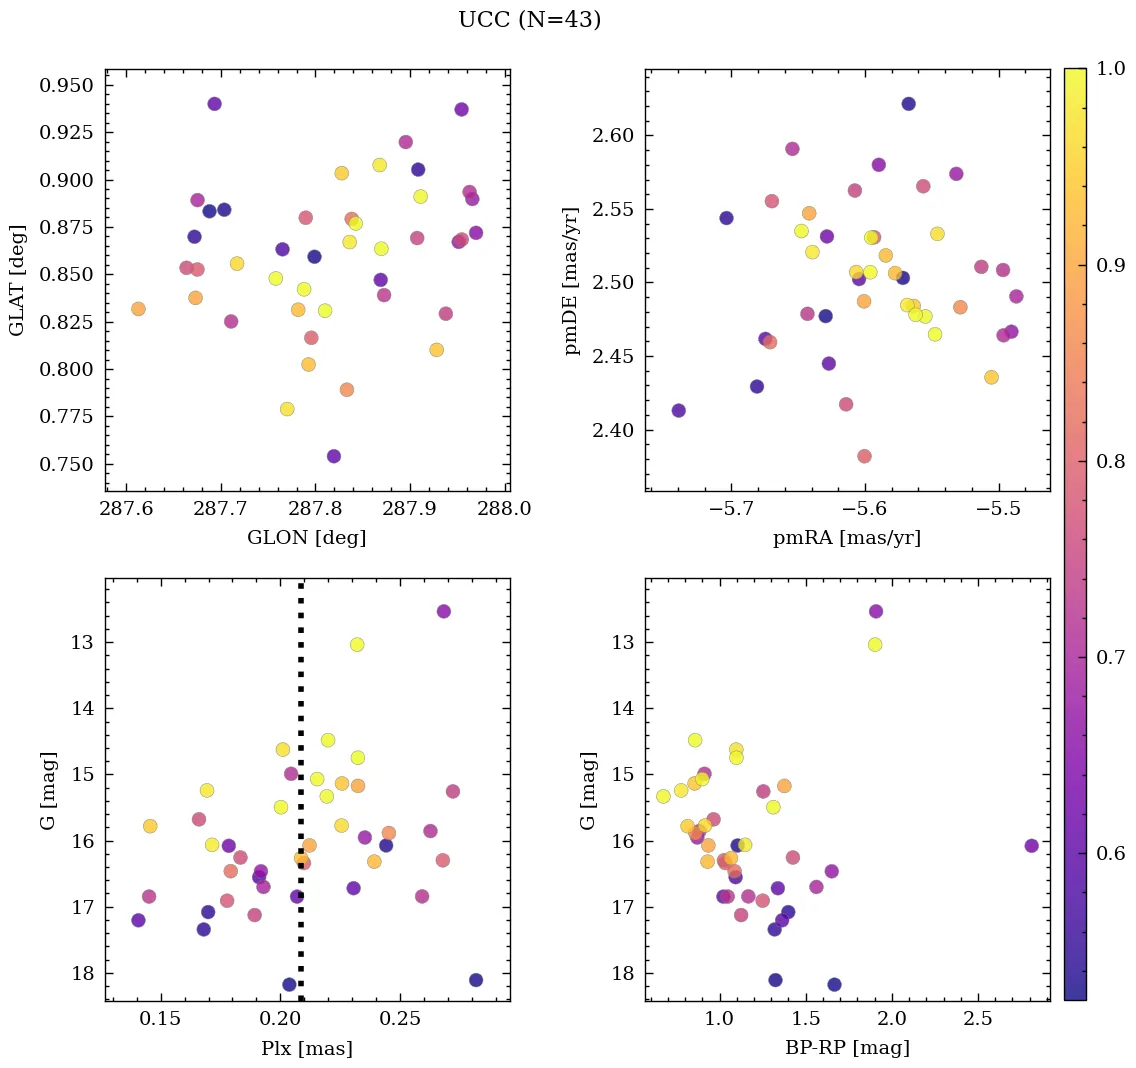 UCC (N=43)
0.950
0.925
0.900
0.875
0.850
0.825
0.800
0.775
0.750
GLAT [deg]
287.6 287.7 287.8 287.9 288.0
GLON [deg]
2.60
2.55
2.50
2.45
2.40
pmDE [mas/yr]
−5.7 −5.6 −5.5
pmRA [mas/yr]
13
14
15
16
17
18
G [mag]
0.15 0.20 0.25
Plx [mas]
13
14
15
16
17
18
G [mag]
1.0 1.5 2.0 2.5
BP-RP [mag]
1.0
0.9
0.8
0.7
0.6